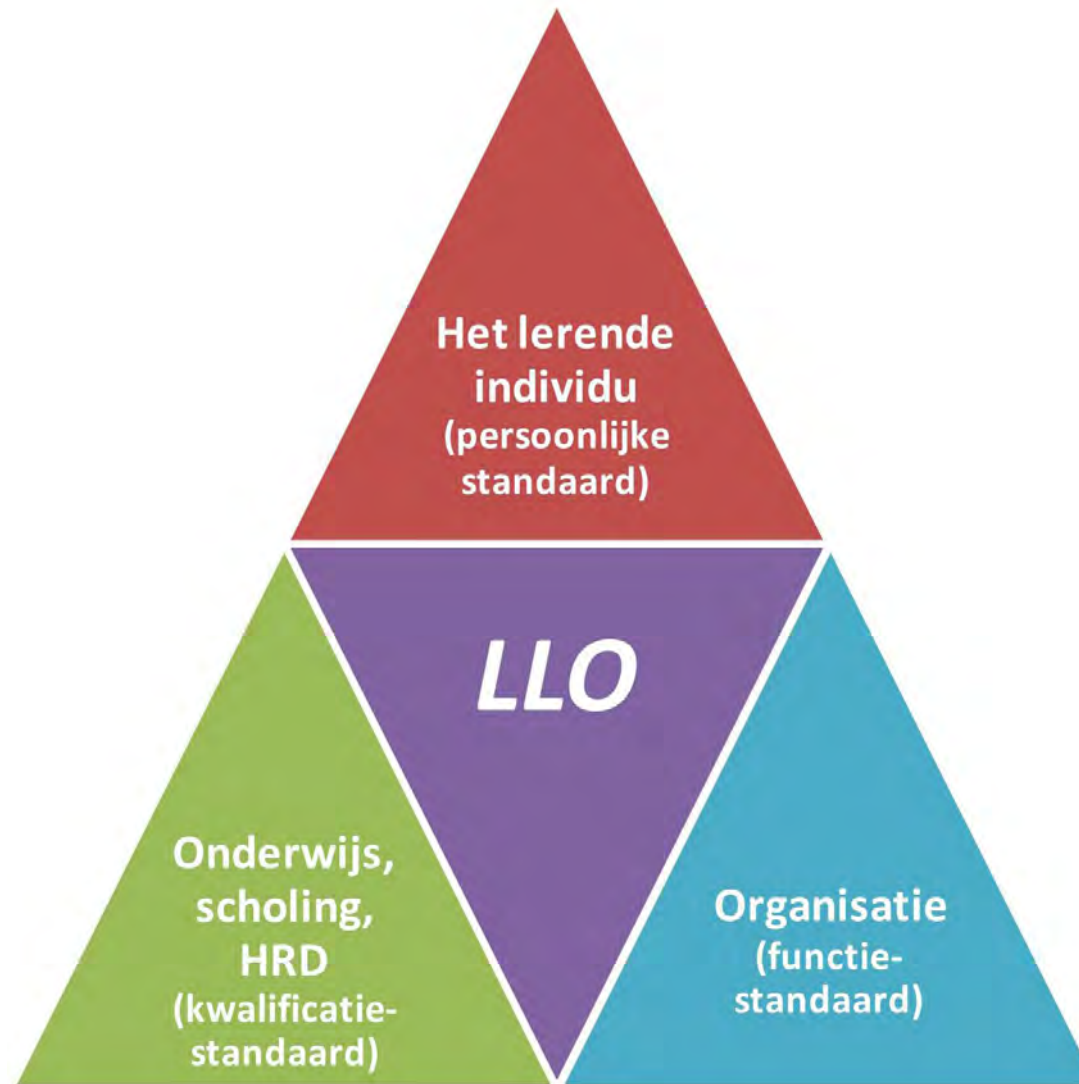 Het lerende
individu
(persoonlijke
standaard)
LLO
Onderwijs,
scholing,
HRD
(kwalificatie-
standaard)
Organisatie
(functie-
standaard)